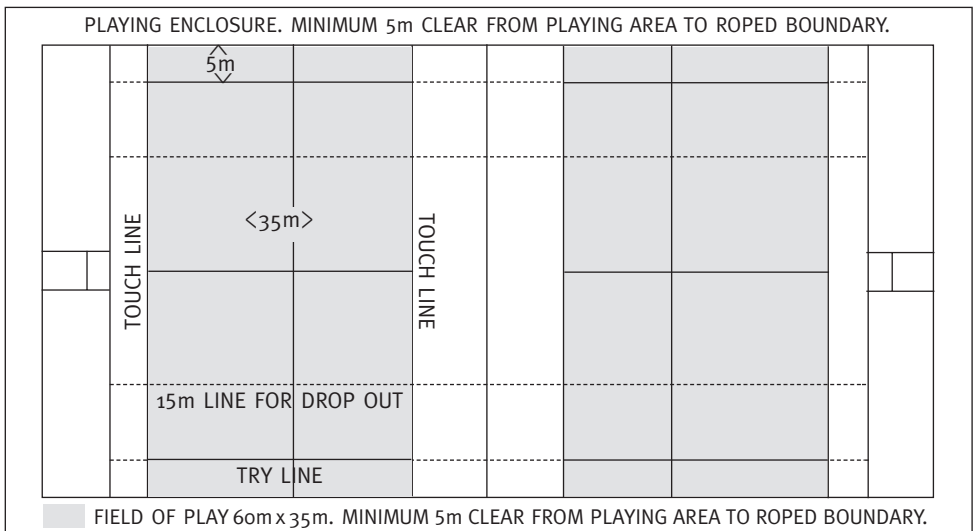 PLAYING ENCLOSURE. MINIMUM 5m CLEAR FROM PLAYING AREA TO ROPED BOUNDARY.
5m
<35m>
TOUCH LINE
TOUCH LINE
15m LINE FOR DROP OUT
TRY LINE
FIELD OF PLAY 60m x 35m. MINIMUM 5m CLEAR FROM PLAYING AREA TO ROPED BOUNDARY.